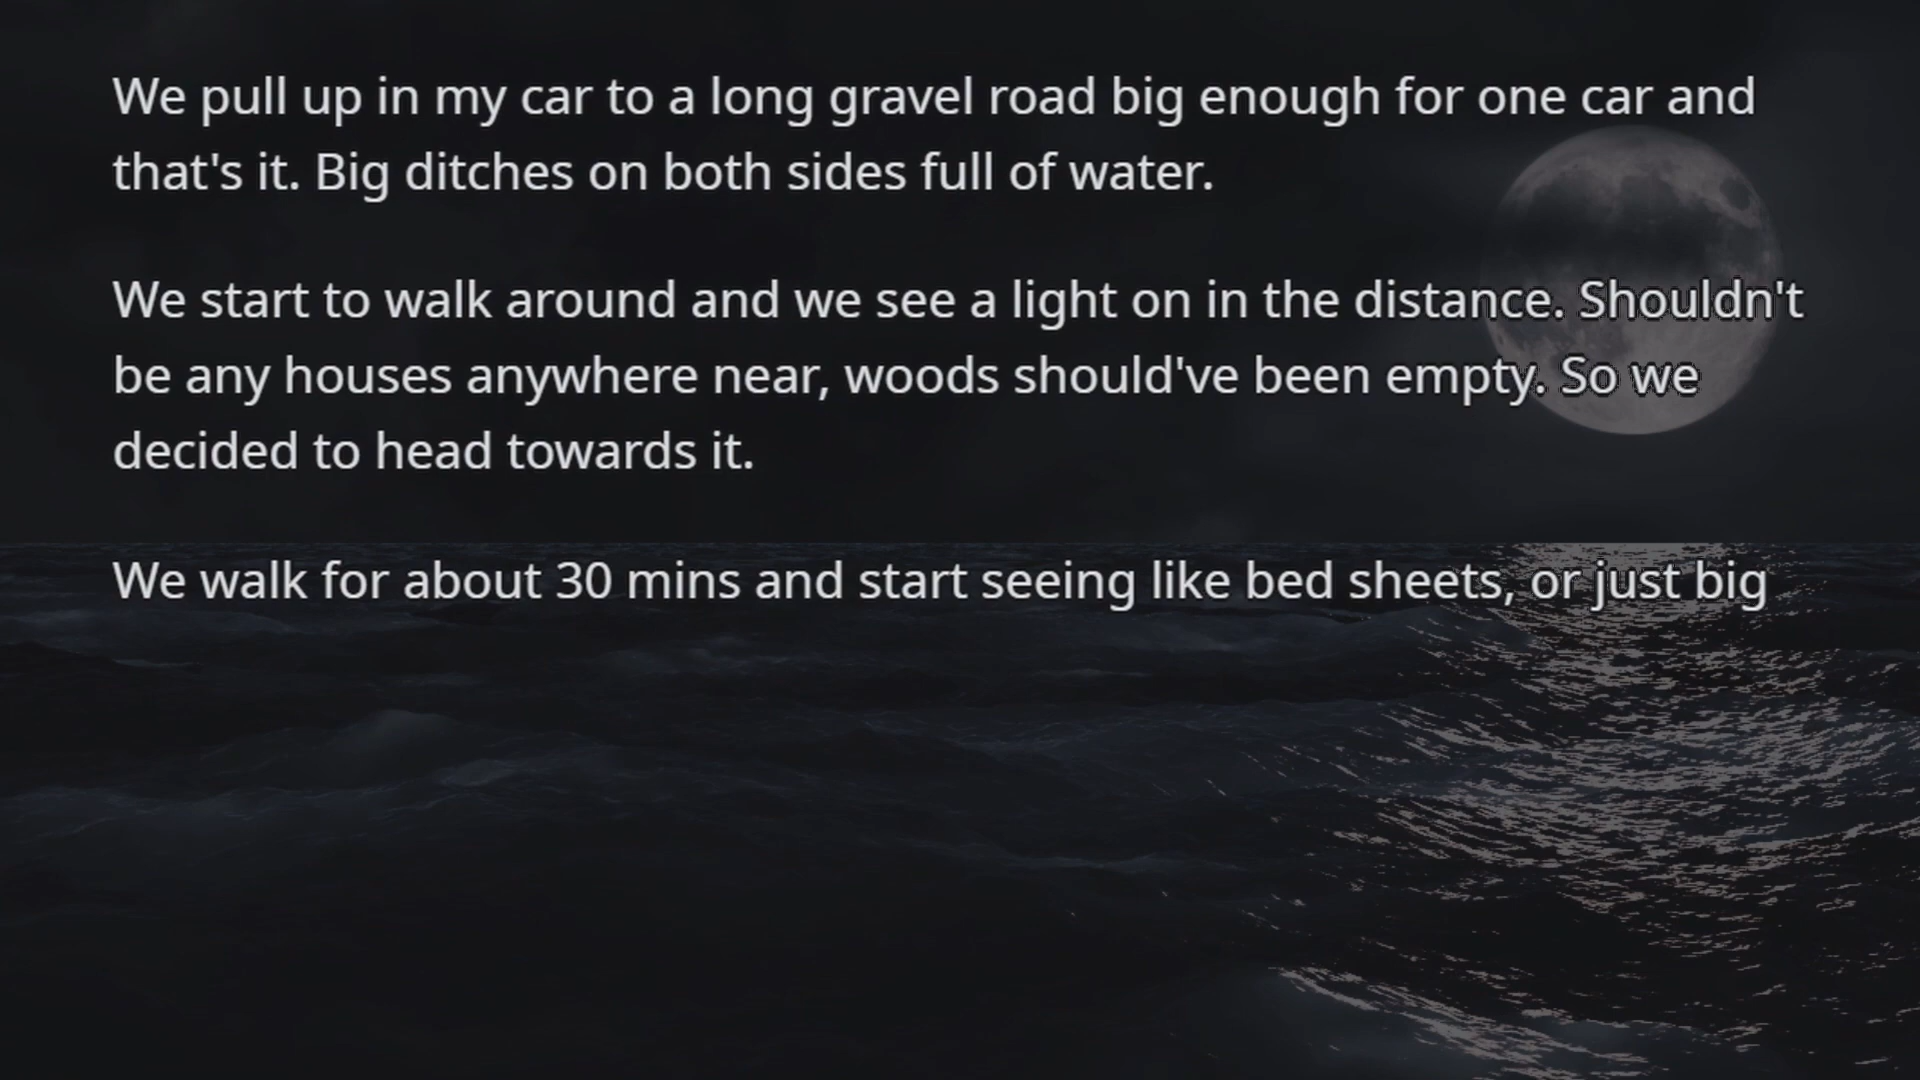 We pull up in my car to a long gravel road big enough for one car and
that's it. Big ditches on both sides full of water.
We start to walk around and we see a light on in the distance. Shouldn't
be any houses anywhere near, woods should've been empty. So we
decided to head towards it.
We walk for about 30 mins and start seeing like bed sheets, or just big